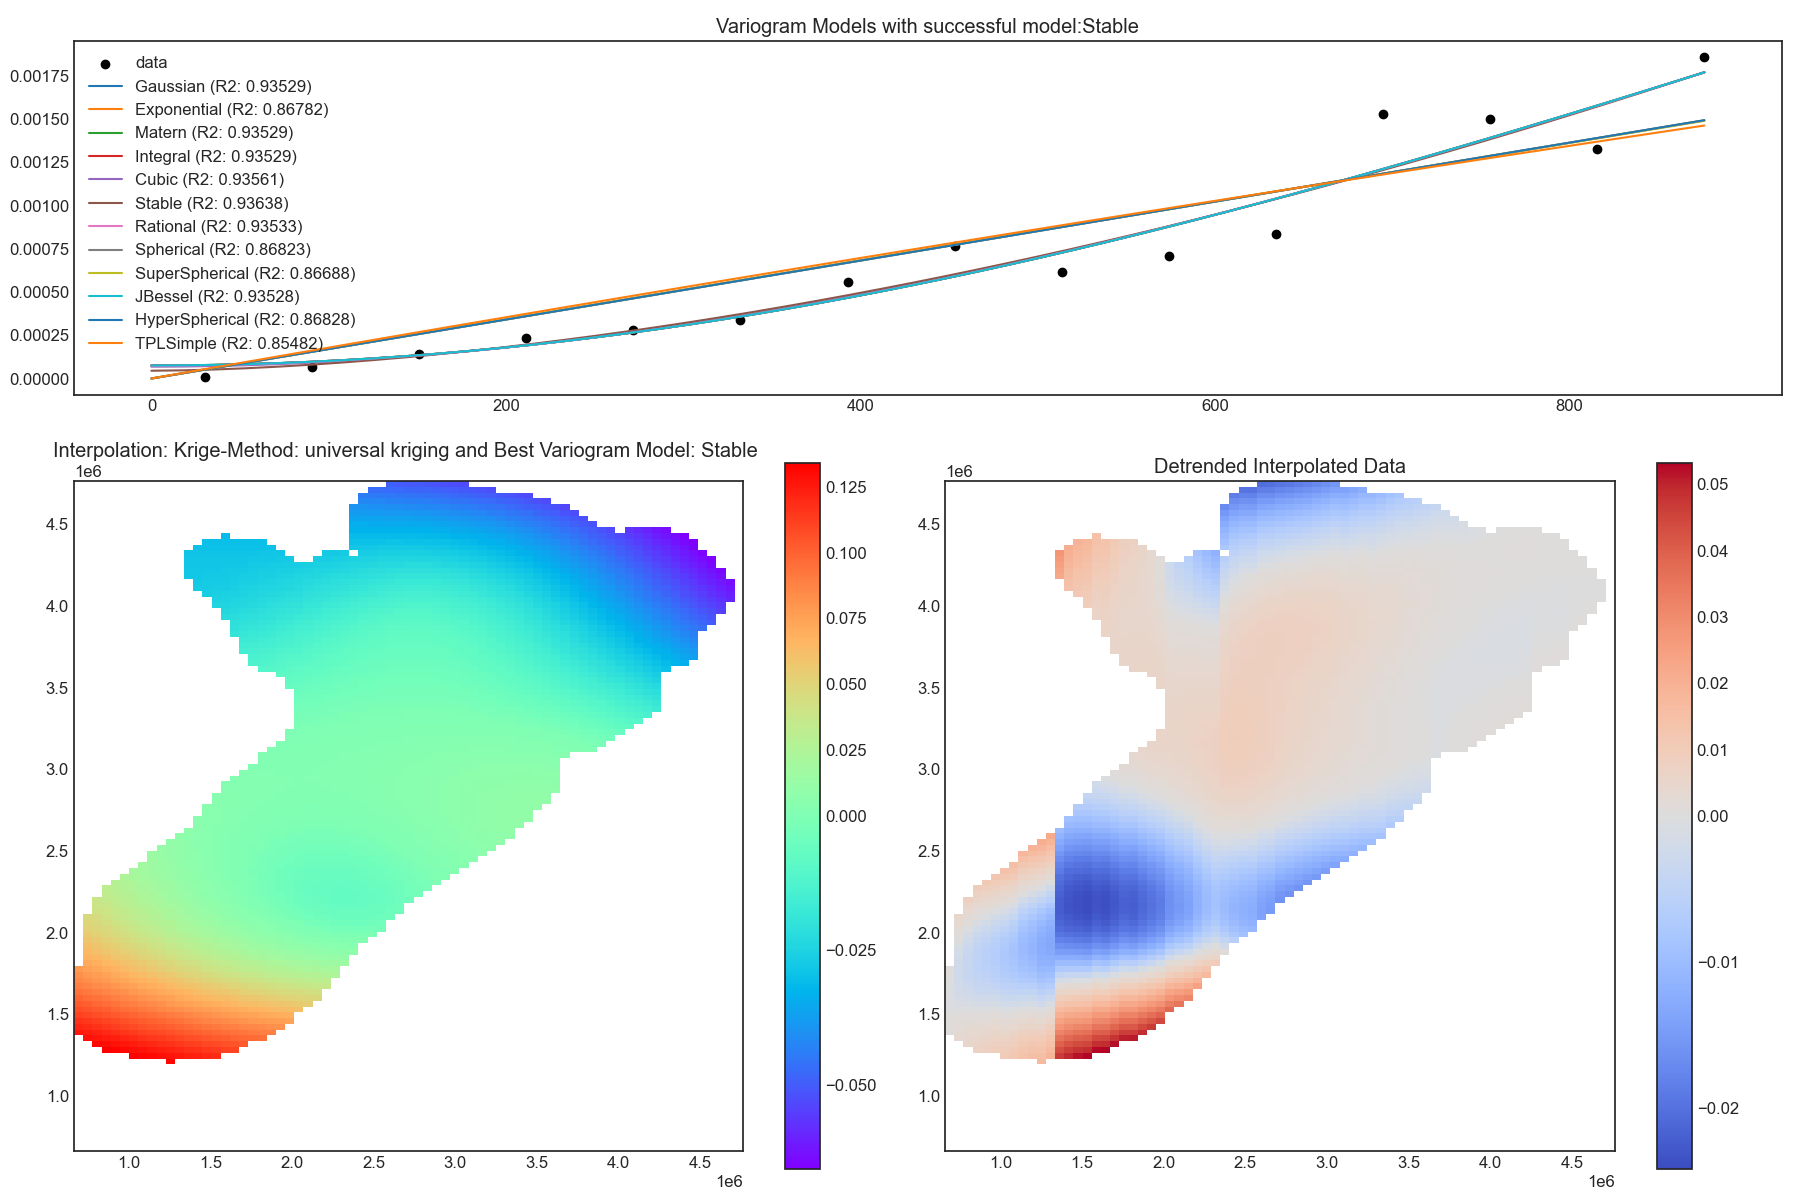 Variogram Models with successful model:Stable
0.00175
0.00150
0.00125
0.00100
0.00075
0.00050
0.00025
0.00000
data
Gaussian (R2: 0.93529)
Exponential (R2: 0.86782)
Matern (R2: 0.93529)
Integral (R2: 0.93529)
Cubic (R2: 0.93561)
Stable (R2: 0.93638)
Rational (R2: 0.93533)
Spherical (R2: 0.86823)
SuperSpherical (R2: 0.86688)
JBessel (R2: 0.93528)
HyperSpherical (R2: 0.86828)
TPLSimple (R2: 0.85482)
0 200 400 600 800
Interpolation: Krige-Method: universal kriging and Best Variogram Model: Stable
1e6
4.5
4.0
3.5
3.0
2.5
2.0
1.5
1.0
1.0 1.5 2.0 2.5 3.0 3.5 4.0 4.5
1e6
0.125
0.100
0.075
0.050
0.025
0.000
−0.025
−0.050
Detrended Interpolated Data
1e6
4.5
4.0
3.5
3.0
2.5
2.0
1.5
1.0
1.0 1.5 2.0 2.5 3.0 3.5 4.0 4.5
1e6
0.05
0.04
0.03
0.02
0.01
0.00
−0.01
−0.02